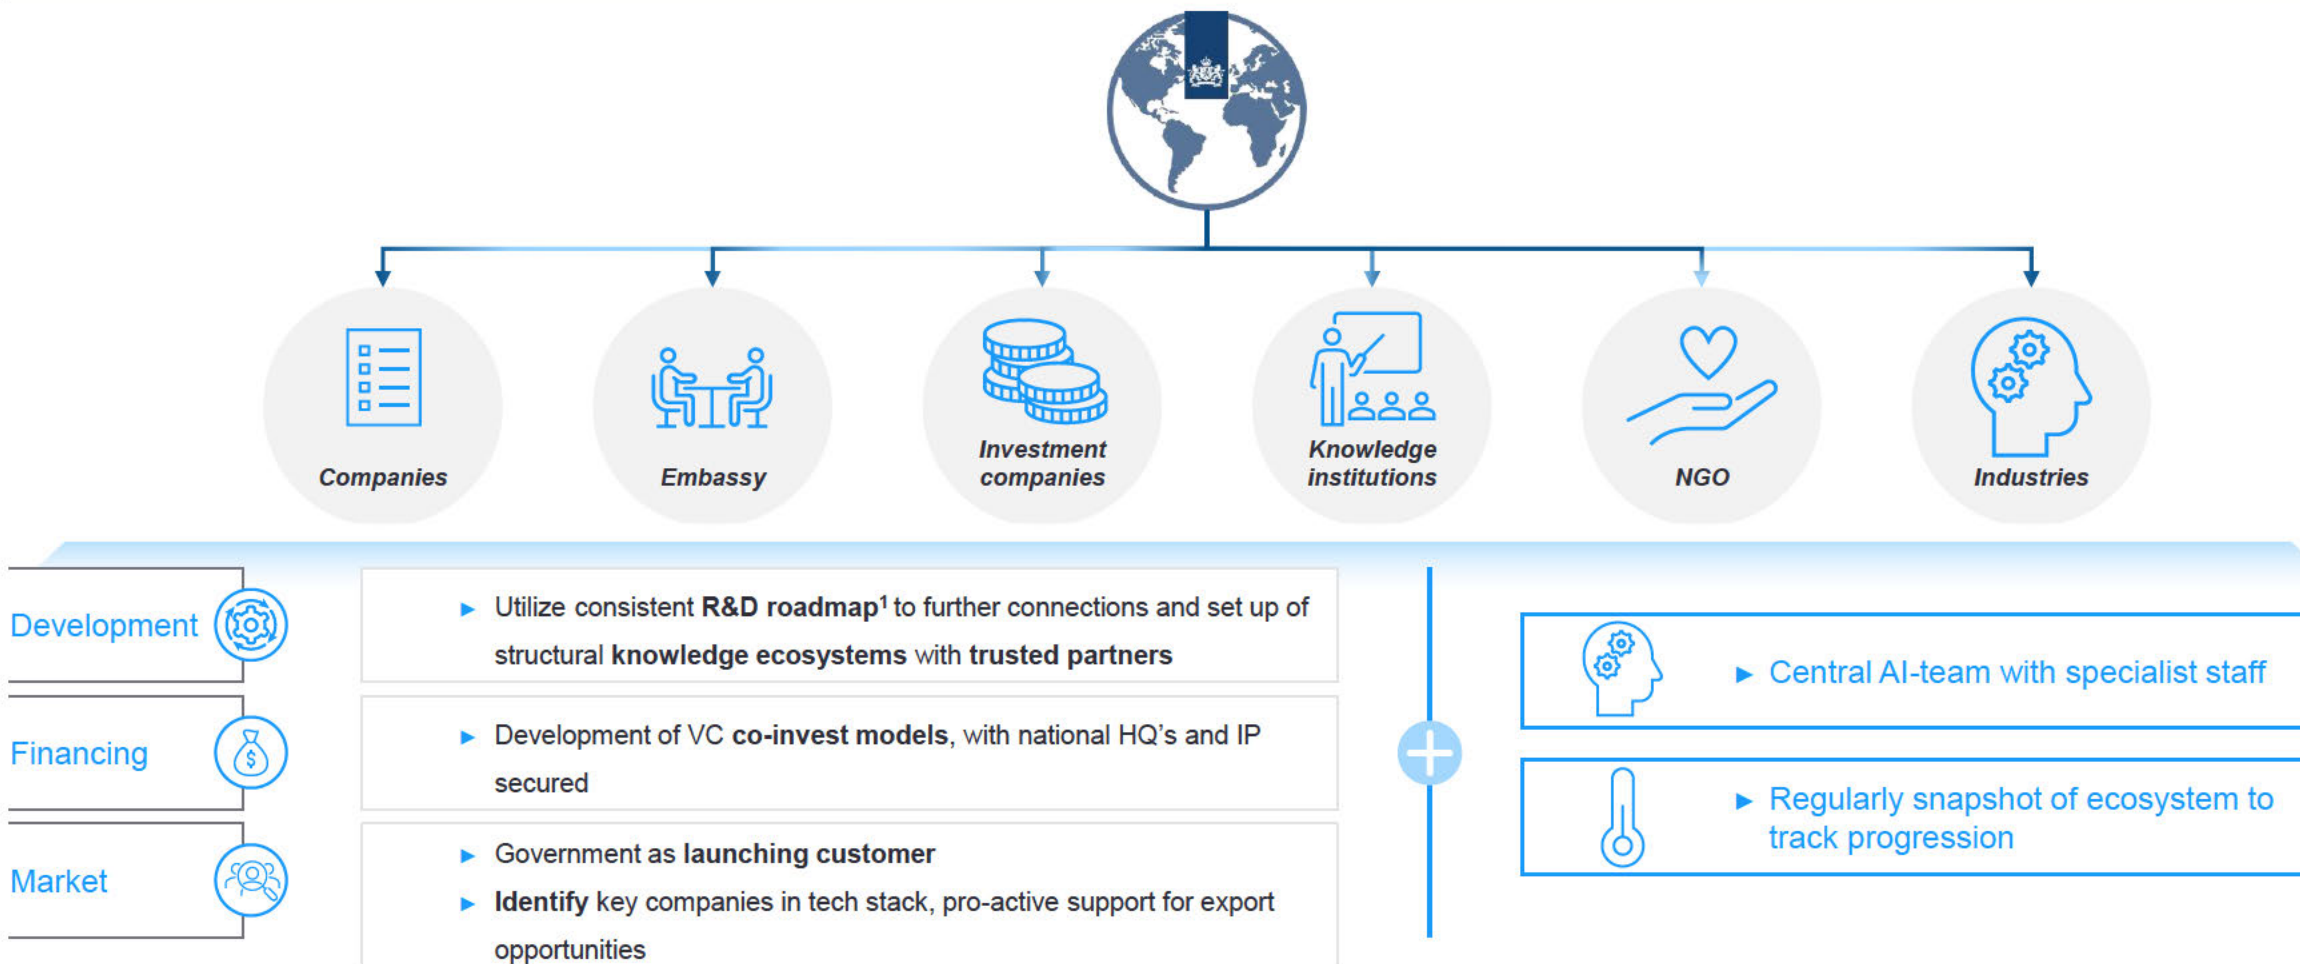 Companies
Embassy
Investment
companies
Knowledge
institutions
NGO
Industries
Development
► Utilize consistent R&D roadmap¹ to further connections and set up of
structural knowledge ecosystems with trusted partners
Financing
► Development of VC co-invest models, with national HQ's and IP
secured
Market
► Government as launching customer
► Identify key companies in tech stack, pro-active support for export
opportunities
► Central AI-team with specialist staff
► Regularly snapshot of ecosystem to
track progression